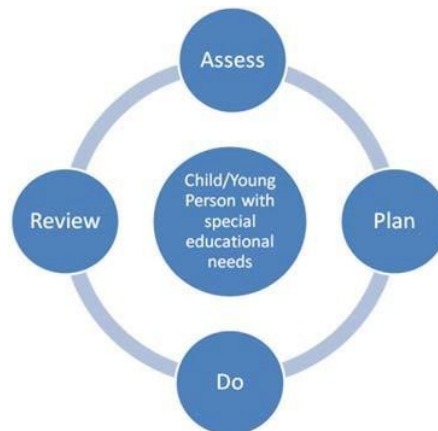 Assess
Child/Young
Person with
special
educational
needs
Review
Plan
Do